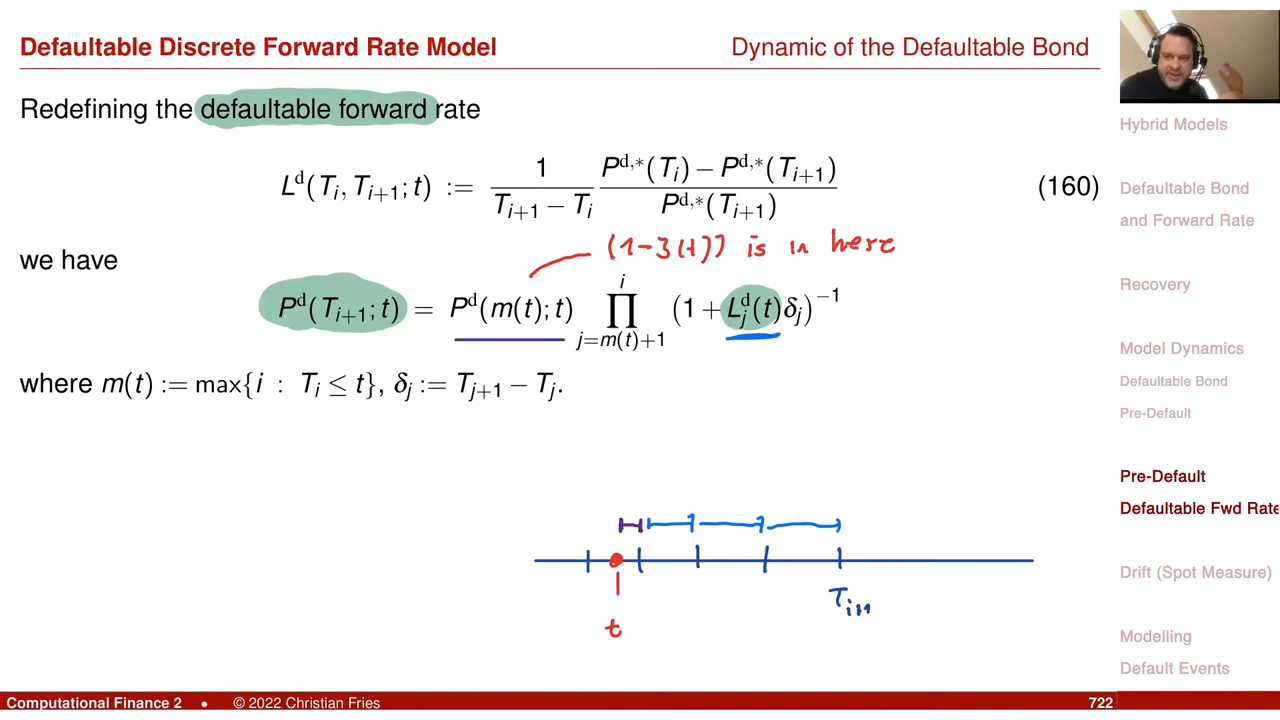 Defaultable Discrete Forward Rate Model
Dynamic of the Defaultable Bond
Redefining the defaultable forward rate
L^d(T_i, T_{i+1}; t) := 1/(T_{i+1} − T_i) (P^{d,∗}(T_i) − P^{d,∗}(T_{i+1}))/(P^{d,∗}(T_{i+1})) (160)
(1-3(t)) is in here
we have
P^d(T_{i+1}; t) = P^d(m(t); t) ∏_{j=m(t)+1}^{i} (1 + L_j^d(t)δ_j)^{−1}
where m(t) := max{i : T_i ≤ t}, δ_j := T_{j+1} − T_j.
T_{i+1}
t
Hybrid Models
Defaultable Bond
and Forward Rate
Recovery
Model Dynamics
Defaultable Bond
Pre-Default
Pre-Default
Defaultable Fwd Rate
Drift (Spot Measure)
Modelling
Default Events
Computational Finance 2 • © 2022 Christian Fries 722